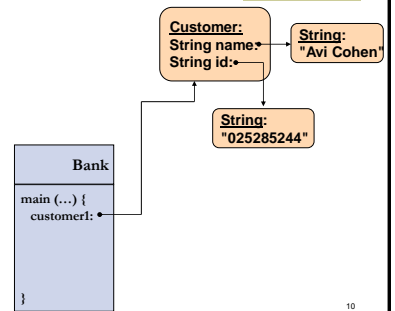 Customer:
String name:
String id:
String:
"Avi Cohen"
String:
"025285244"
Bank
main (…) {
customer1:
}
10